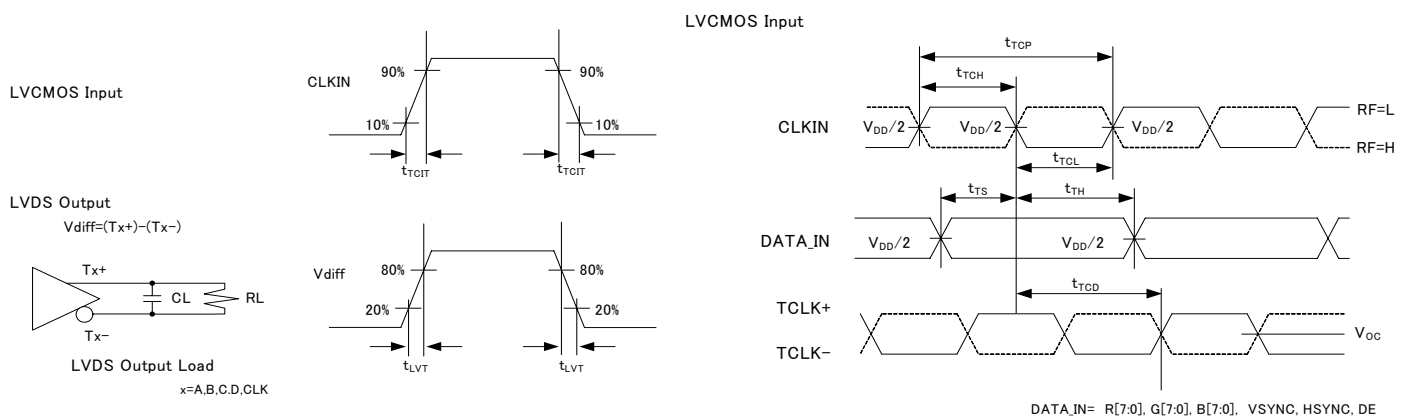 LVCMOS Input
CLKIN
90%
90%
10%
10%
tTCIT
tTCIT
LVDS Output
Vdiff=(Tx+)-(Tx-)
Tx+
CL
RL
Tx-
LVDS Output Load
x=A,B,C.D,CLK
Vdiff
80%
80%
20%
20%
tLVT
tLVT
LVCMOS Input
tTCP
tTCH
CLKIN
VDD/2
VDD/2
VDD/2
RF=L
RF=H
tTCL
tTS
tTH
DATA_IN
VDD/2
VDD/2
tTCD
TCLK+
TCLK-
VOC
DATA_IN= R[7:0], G[7:0], B[7:0], VSYNC, HSYNC, DE